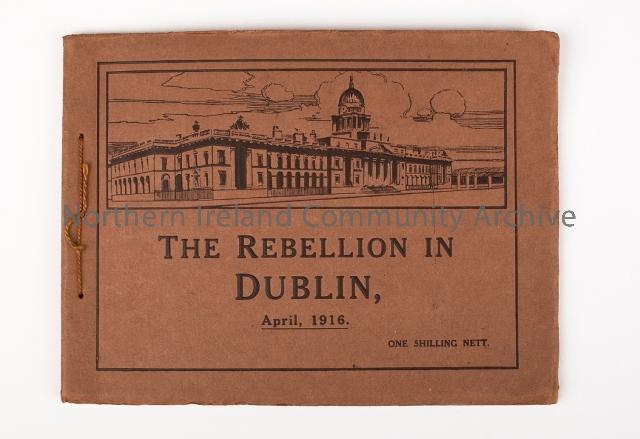 Northern Ireland Community Archive
THE REBELLION IN
DUBLIN,
April, 1916.
ONE SHILLING NETT.